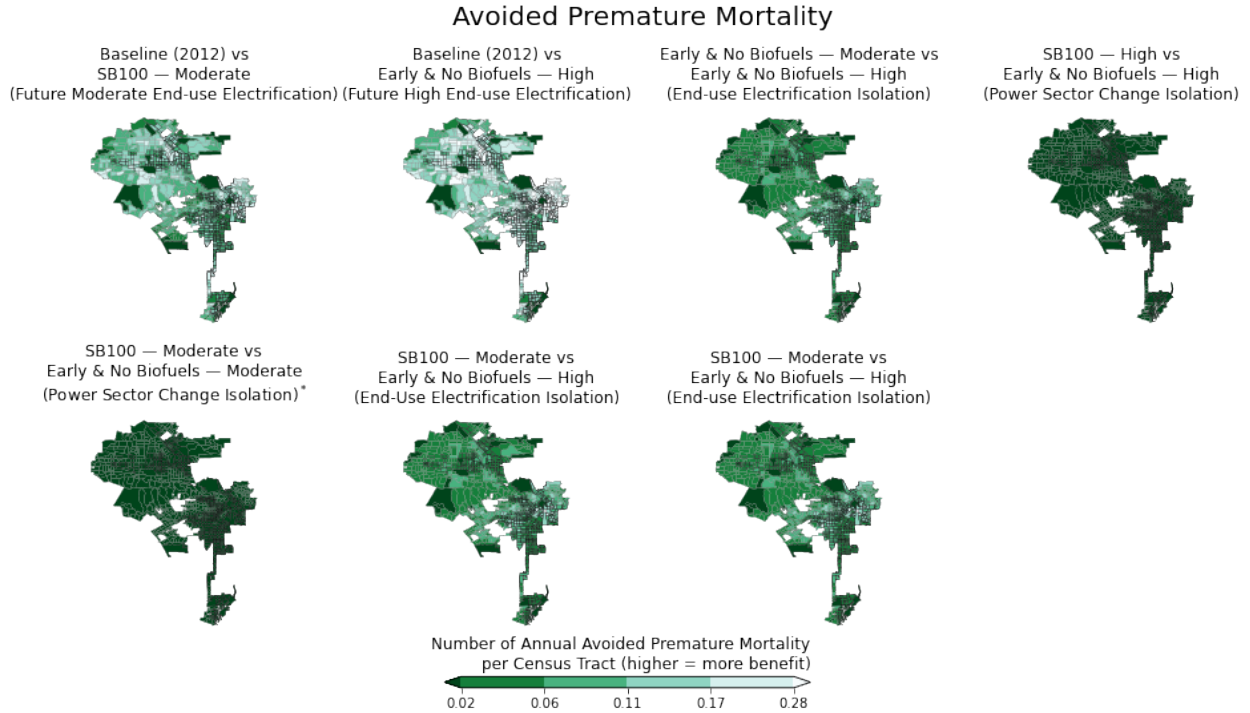 Avoided Premature Mortality
Baseline (2012) vs
SB100 — Moderate
(Future Moderate End-use Electrification)
Baseline (2012) vs
Early & No Biofuels — High
(Future High End-use Electrification)
Early & No Biofuels — Moderate vs
Early & No Biofuels — High
(End-use Electrification Isolation)
SB100 — High vs
Early & No Biofuels — High
(Power Sector Change Isolation)
SB100 — Moderate vs
Early & No Biofuels — Moderate
(Power Sector Change Isolation)*
SB100 — Moderate vs
Early & No Biofuels — High
(End-Use Electrification Isolation)
SB100 — Moderate vs
Early & No Biofuels — High
(End-use Electrification Isolation)
Number of Annual Avoided Premature Mortality
per Census Tract (higher = more benefit)
0.02 0.06 0.11 0.17 0.28